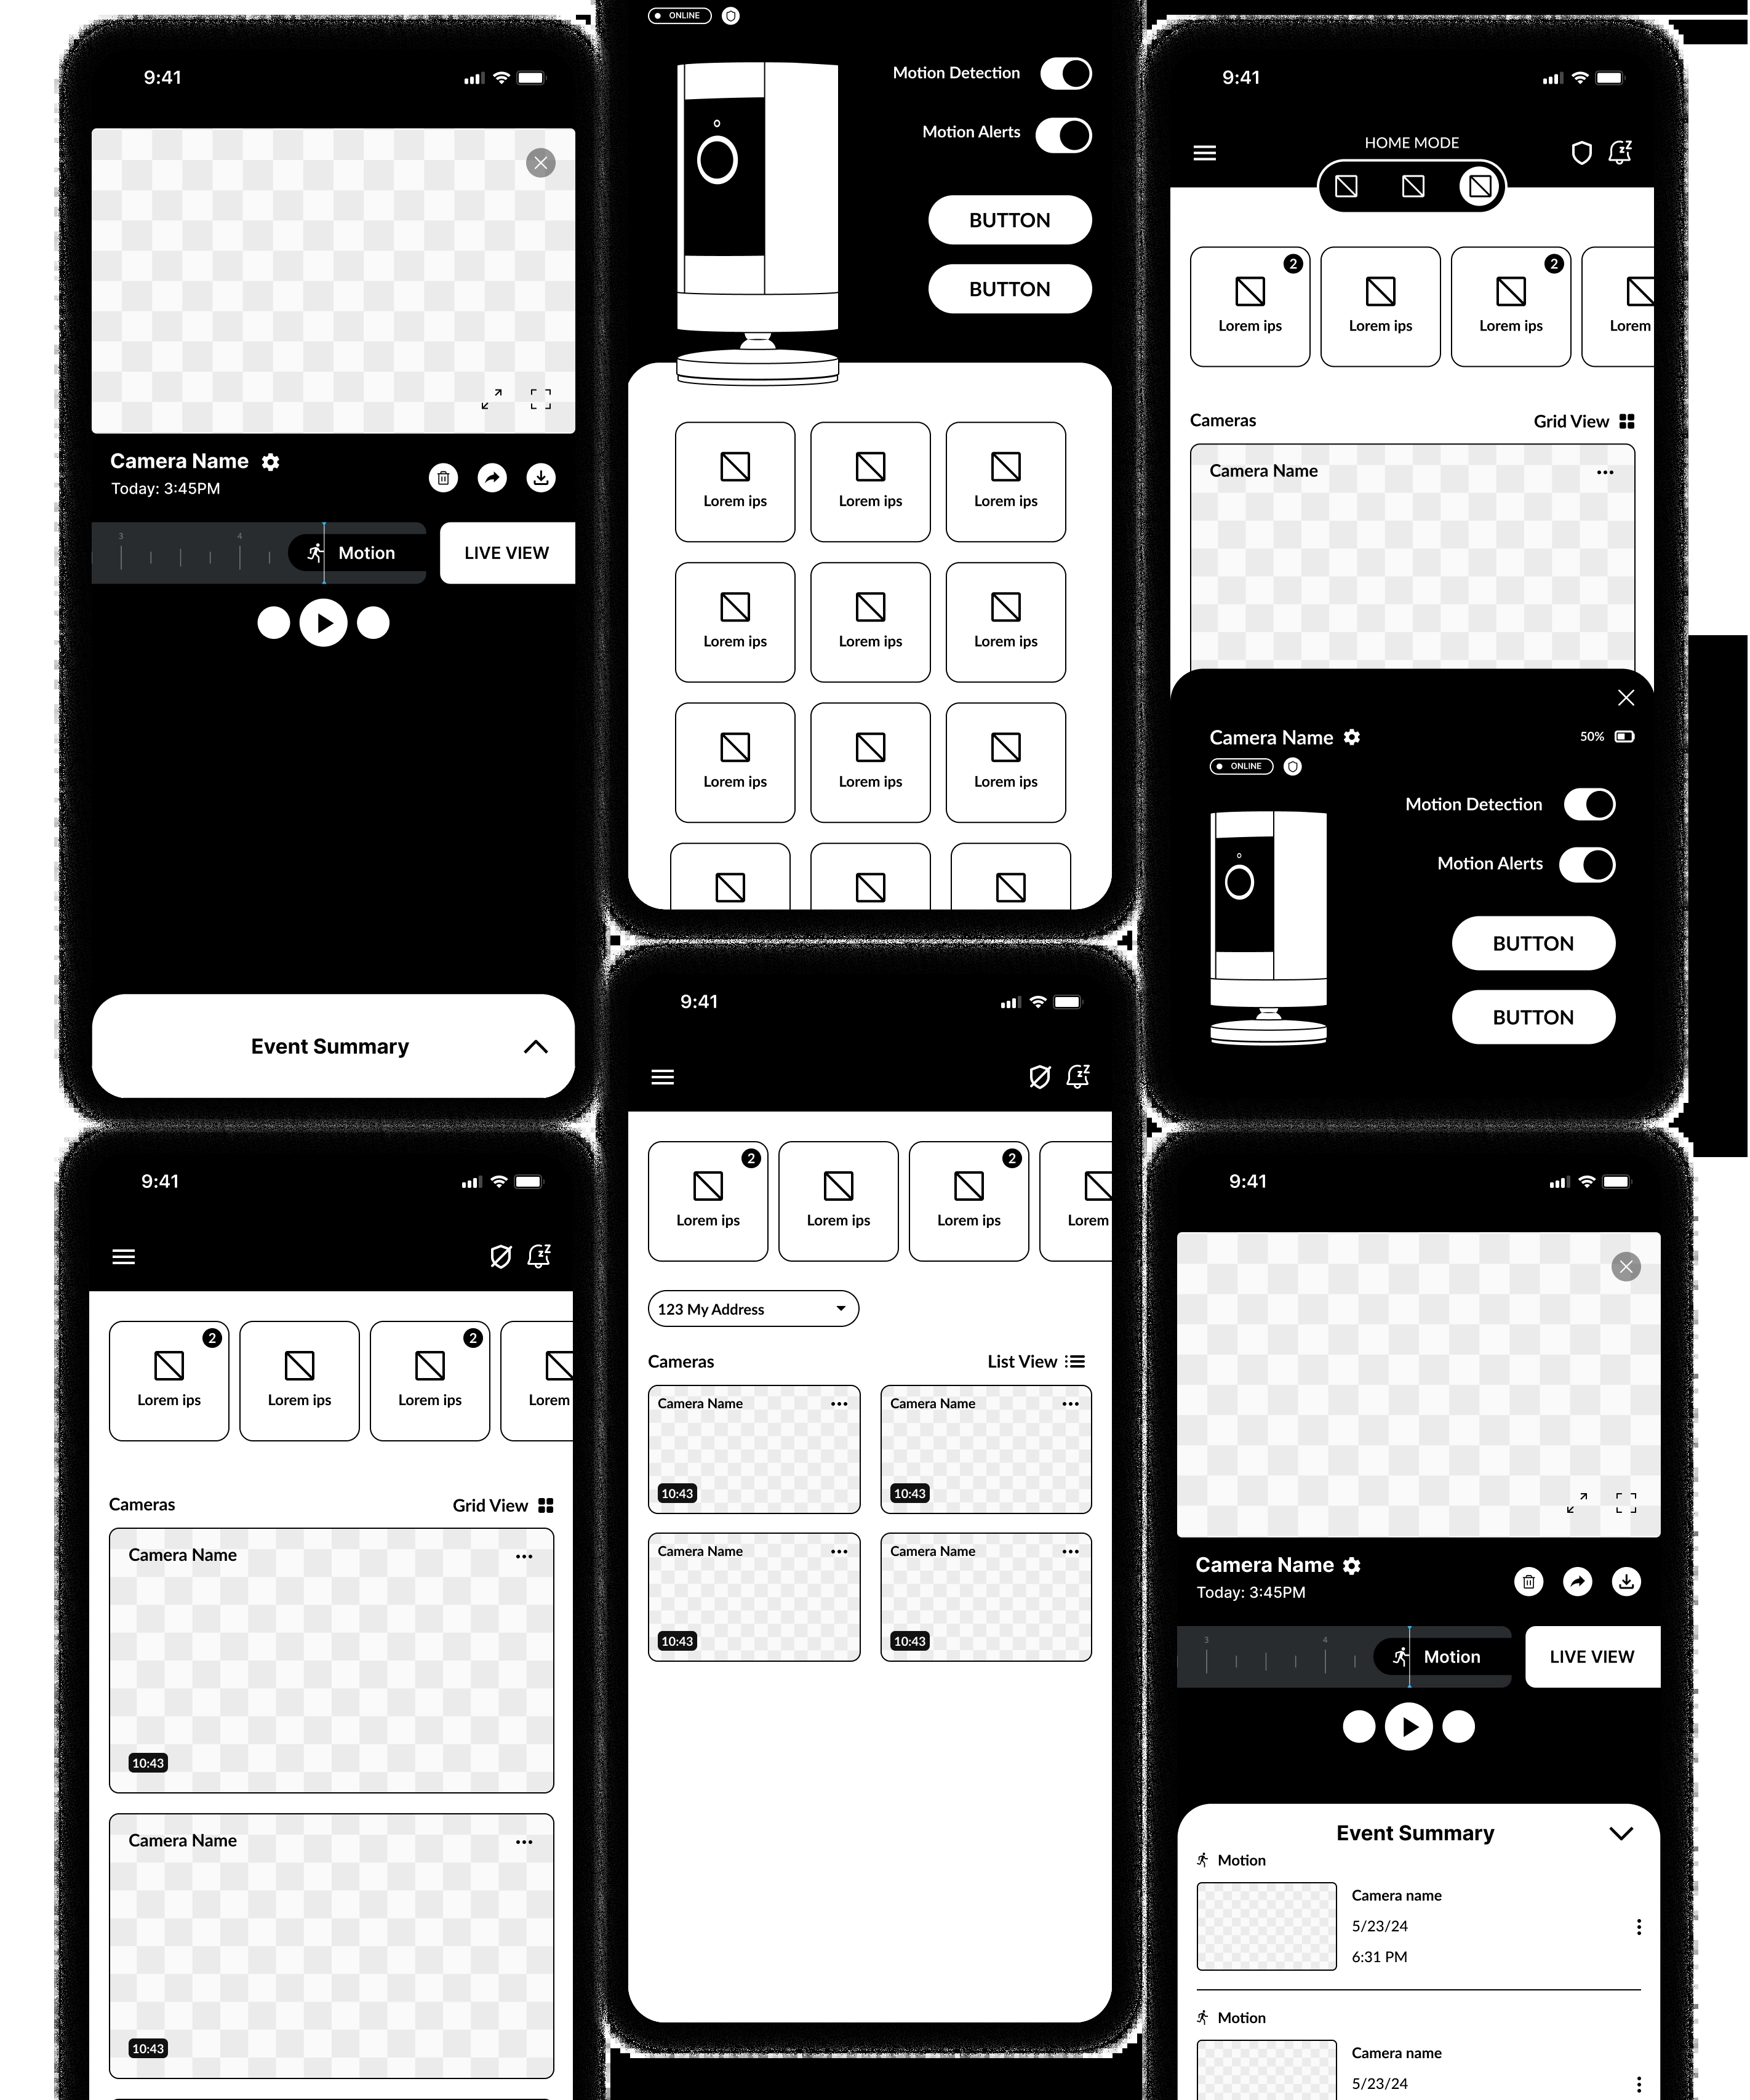 9:41
Camera Name
Today: 3:45PM
3 4
Motion
LIVE VIEW
Event Summary
ONLINE
Motion Detection
Motion Alerts
BUTTON
BUTTON
Lorem ips Lorem ips Lorem ips
Lorem ips Lorem ips Lorem ips
Lorem ips Lorem ips Lorem ips
9:41
HOME MODE
2 2
Lorem ips Lorem ips Lorem ips Lorem
Cameras Grid View
Camera Name
Camera Name 50%
ONLINE
Motion Detection
Motion Alerts
BUTTON
BUTTON
9:41
2 2
Lorem ips Lorem ips Lorem ips Lorem
Cameras Grid View
Camera Name
10:43
Camera Name
10:43
9:41
2 2
Lorem ips Lorem ips Lorem ips Lorem
123 My Address
Cameras List View
Camera Name Camera Name
10:43 10:43
Camera Name Camera Name
10:43 10:43
9:41
Camera Name
Today: 3:45PM
3 4
Motion
LIVE VIEW
Event Summary
Motion
Camera name
5/23/24
6:31 PM
Motion
Camera name
5/23/24